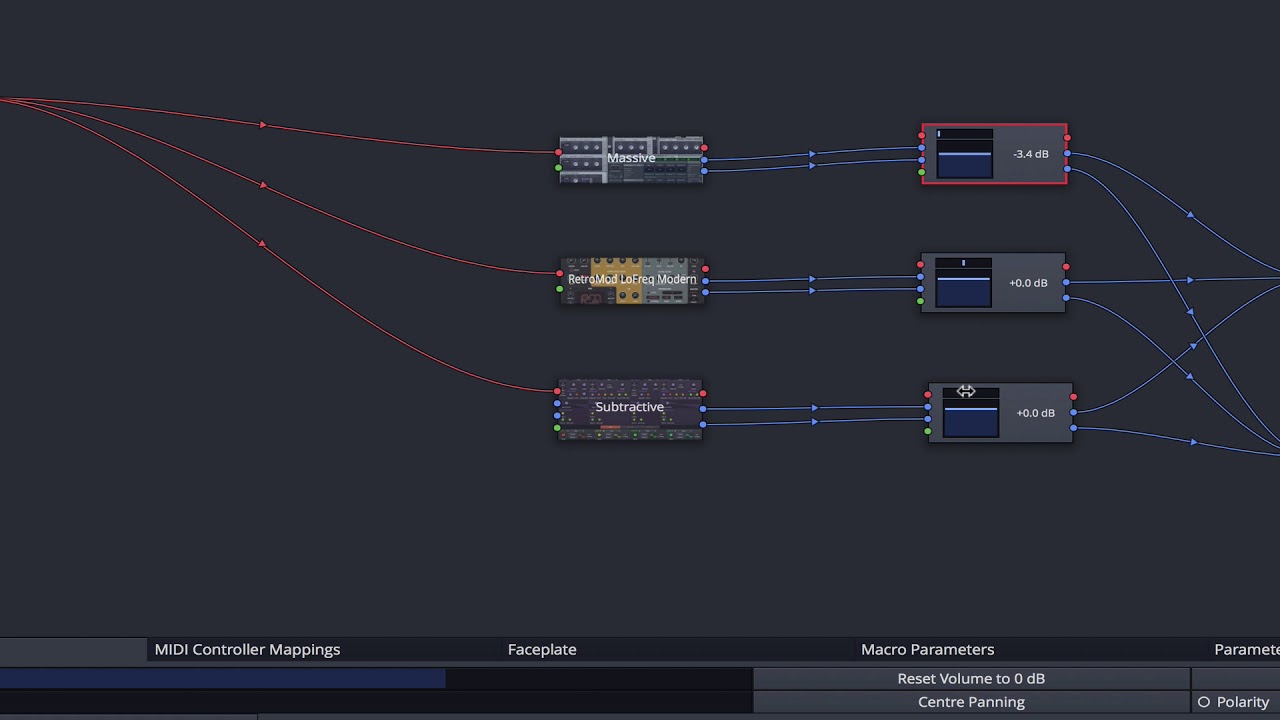 Massive
-3.4 dB
RetroMod LoFreq Modern
+0.0 dB
Subtractive
+0.0 dB
MIDI Controller Mappings
Faceplate
Macro Parameters
Paramete
Reset Volume to 0 dB
Centre Panning
Polarity